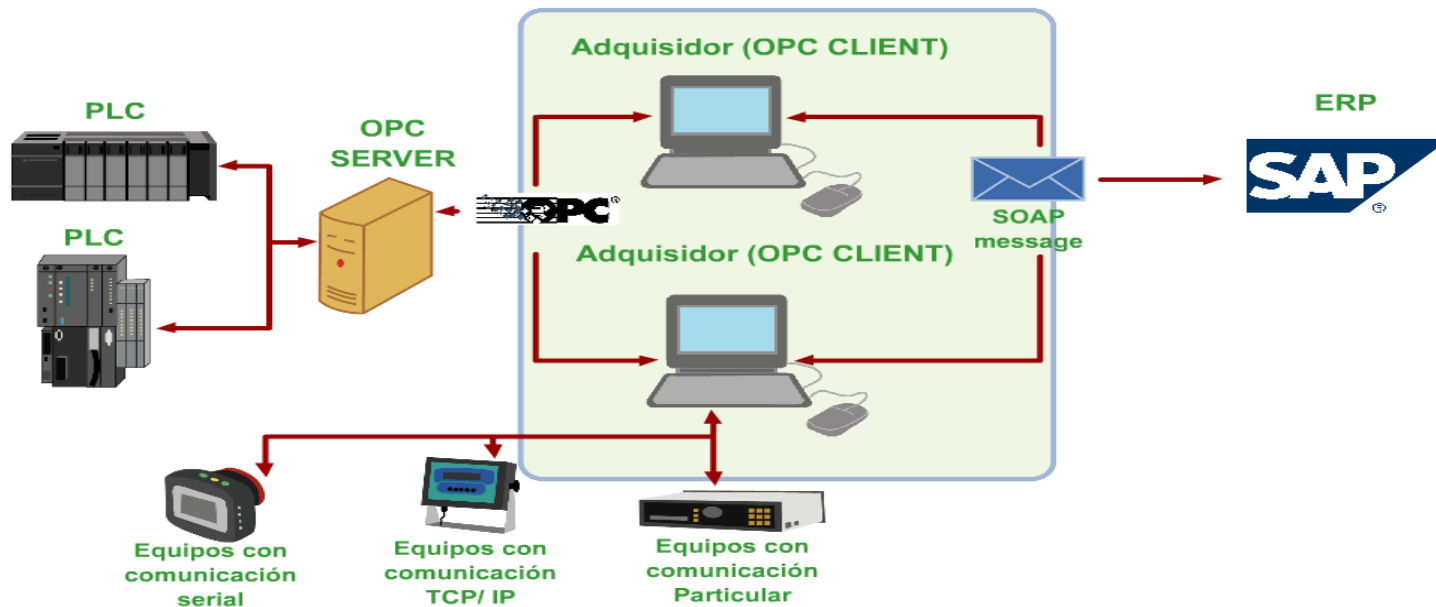 Adquisidor (OPC CLIENT)
PLC
OPC
SERVER
ERP
OPC®
SAP®
SOAP
message
PLC
Adquisidor (OPC CLIENT)
Equipos con
comunicación
serial
Equipos con
comunicación
TCP/ IP
Equipos con
comunicación
Particular